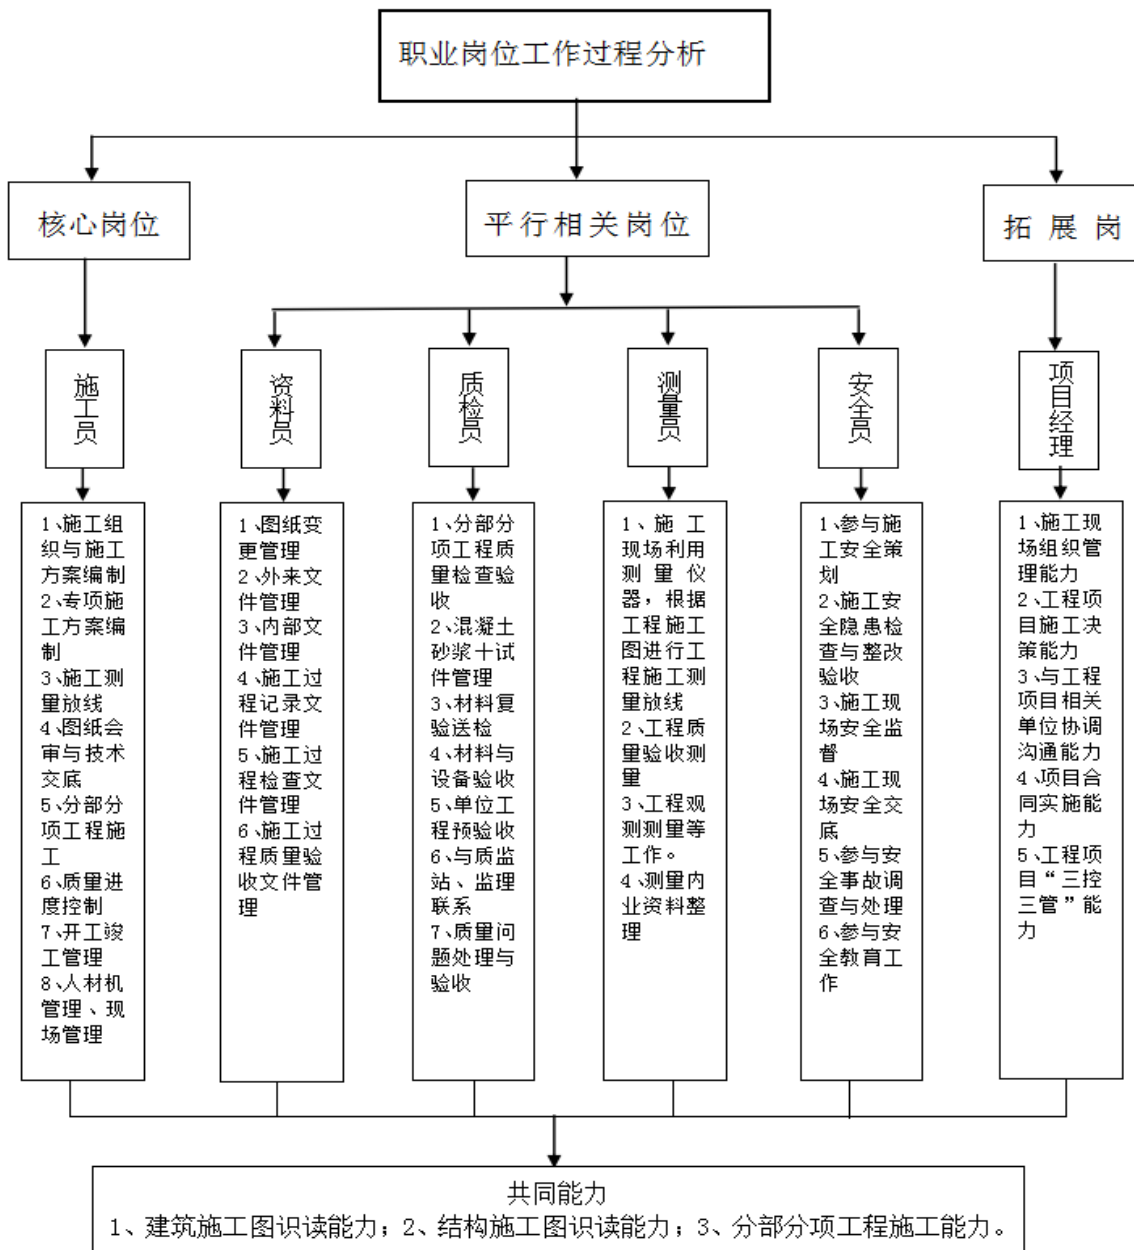 职业岗位工作过程分析
核心岗位
平行相关岗位
拓展岗
施工员
资料员
质检员
测量员
安全员
项目经理
1、施工组
织与施工
方案编制
2、专项施
工方案编
制
3、施工测
量放线
4、图纸会
审与技术
交底
5、分部分
项工程施
工
6、质量进
度控制
7、开工竣
工管理
8、人材机
管理、现
场管理
1、图纸变
更管理
2、外来文
件管理
3、内部文
件管理
4、施工过
程记录文
件管理
5、施工过
程检查文
件管理
6、施工过
程质量验
收文件管
理
1、分部分
项工程质
量检查验
收
2、混凝土
砂浆十试
件管理
3、材料复
验送检
4、材料与
设备验收
5、单位工
程预验收
6、与质监
站、监理
联系
7、质量问
题处理与
验收
1、施工
现场利用
测量仪
器，根据
工程施工
图进行工
程施工测
量放线
2、工程质
量验收测
量
3、工程观
测测量等
工作。
4、测量内
业资料整
理
1、参与施
工安全策
划
2、施工安
全隐患检
查与整改
验收
3、施工现
场安全监
督
4、施工现
场安全交
底
5、参与安
全事故调
查与处理
6、参与安
全教育工
作
1、施工现
场组织管
理能力
2、工程项
目施工决
策能力
3、与工程
项目相关
单位协调
沟通能力
4、项目合
同实施能
力
5、工程项
目“三控
三管”能
力
共同能力
1、建筑施工图识读能力；2、结构施工图识读能力；3、分部分项工程施工能力。